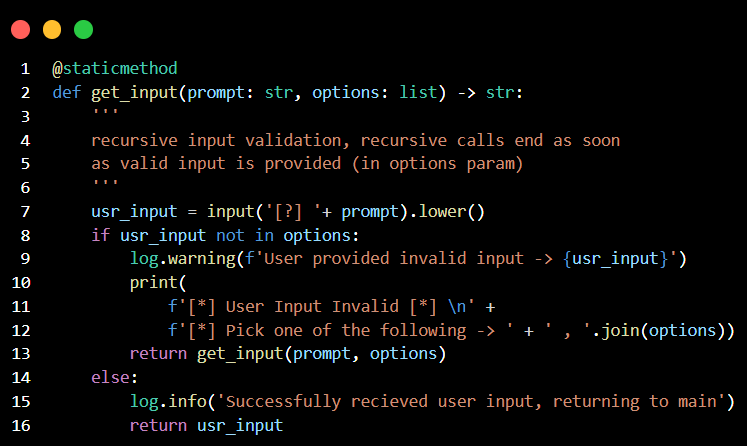 1 @staticmethod
2 def get_input(prompt: str, options: list) -> str:
3     '''
4     recursive input validation, recursive calls end as soon
5     as valid input is provided (in options param)
6     '''
7     usr_input = input('[?] '+ prompt).lower()
8     if usr_input not in options:
9         log.warning(f'User provided invalid input -> {usr_input}')
10         print(
11             f'[*] User Input Invalid [*] \n' +
12             f'[*] Pick one of the following -> ' + ' , '.join(options))
13         return get_input(prompt, options)
14     else:
15         log.info('Successfully recieved user input, returning to main')
16         return usr_input